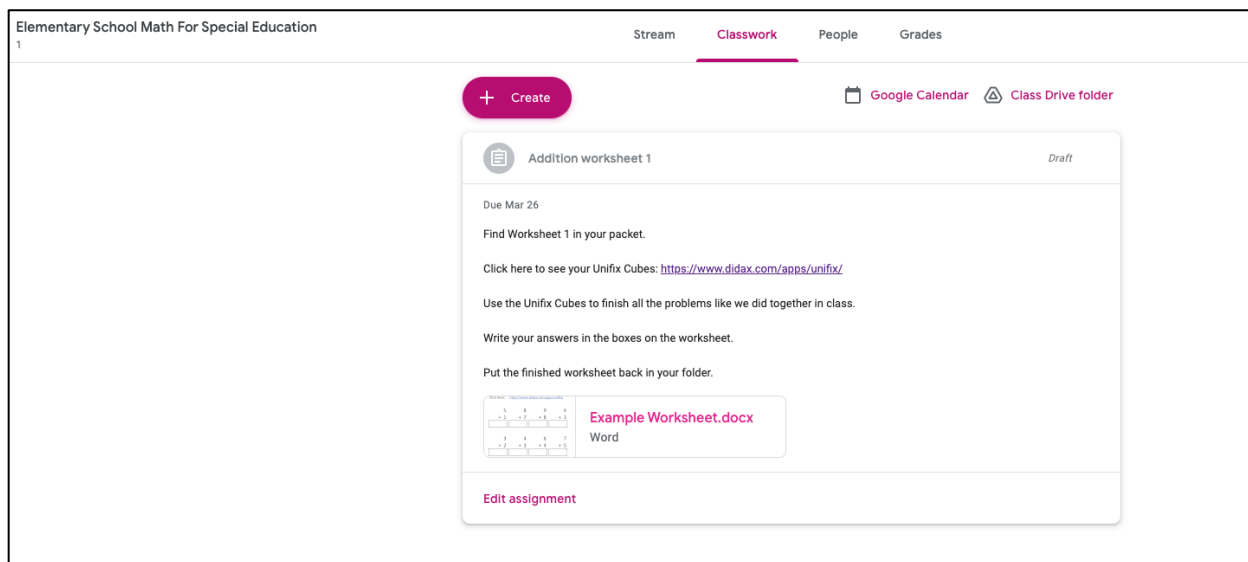 Elementary School Math For Special Education
1
Stream Classwork People Grades
+ Create
Google Calendar Class Drive folder
Addition worksheet 1 Draft
Due Mar 26
Find Worksheet 1 in your packet.
Click here to see your Unifix Cubes: https://www.didax.com/apps/unifix/
Use the Unifix Cubes to finish all the problems like we did together in class.
Write your answers in the boxes on the worksheet.
Put the finished worksheet back in your folder.
Example Worksheet.docx
Word
Edit assignment